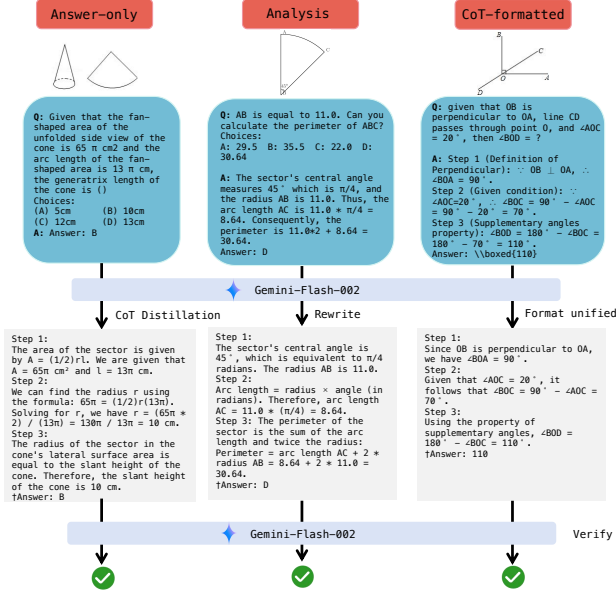 Answer-only
Analysis
CoT-formatted
A
C
45°
B
B
C
O
A
D
Q: Given that the fan-
shaped area of the
unfolded side view of the
cone is 65 π cm2 and the
arc length of the fan-
shaped area is 13 π cm,
the generatrix length of
the cone is ()
Choices:
(A) 5cm (B) 10cm
(C) 12cm (D) 13cm
A: Answer: B
Q: AB is equal to 11.0. Can you
calculate the perimeter of ABC?
Choices:
A: 29.5 B: 35.5 C: 22.0 D:
30.64
A: The sector's central angle
measures 45˚ which is π/4, and
the radius AB is 11.0. Thus, the
arc length AC is 11.0 * π/4 =
8.64. Consequently, the
perimeter is 11.0*2 + 8.64 =
30.64.
Answer: D
Q: given that OB is
perpendicular to OA, line CD
passes through point O, and ∠AOC
= 20˚, then ∠BOD = ?
A: Step 1 (Definition of
Perpendicular): ∵ OB ⊥ OA, ∴
∠BOA = 90˚.
Step 2 (Given condition): ∵
∠AOC=20˚, ∴ ∠BOC = 90˚ − ∠AOC
= 90˚ − 20˚ = 70˚.
Step 3 (Supplementary angles
property): ∠BOD = 180˚ − ∠BOC =
180˚ − 70˚ = 110˚.
Answer: \\boxed{110}
Gemini-Flash-002
CoT Distillation
Rewrite
Format unified
Step 1:
The area of the sector is given
by A = (1/2)rl. We are given that
A = 65π cm² and l = 13π cm.
Step 2:
We can find the radius r using
the formula: 65π = (1/2)r(13π).
Solving for r, we have r = (65π *
2) / (13π) = 130π / 13π = 10 cm.
Step 3:
The radius of the sector in the
cone's lateral surface area is
equal to the slant height of the
cone. Therefore, the slant height
of the cone is 10 cm.
†Answer: B
Step 1:
The sector's central angle is
45˚, which is equivalent to π/4
radians. The radius AB is 11.0.
Step 2:
Arc length = radius × angle (in
radians). Therefore, arc length
AC = 11.0 * (π/4) = 8.64.
Step 3: The perimeter of the
sector is the sum of the arc
length and twice the radius:
Perimeter = arc length AC + 2 *
radius AB = 8.64 + 2 * 11.0 =
30.64.
†Answer: D
Step 1:
Since OB is perpendicular to OA,
we have ∠BOA = 90˚.
Step 2:
Given that ∠AOC = 20˚, it
follows that ∠BOC = 90˚ − ∠AOC =
70˚.
Step 3:
Using the property of
supplementary angles, ∠BOD =
180˚ − ∠BOC = 110˚.
†Answer: 110
Gemini-Flash-002
Verify